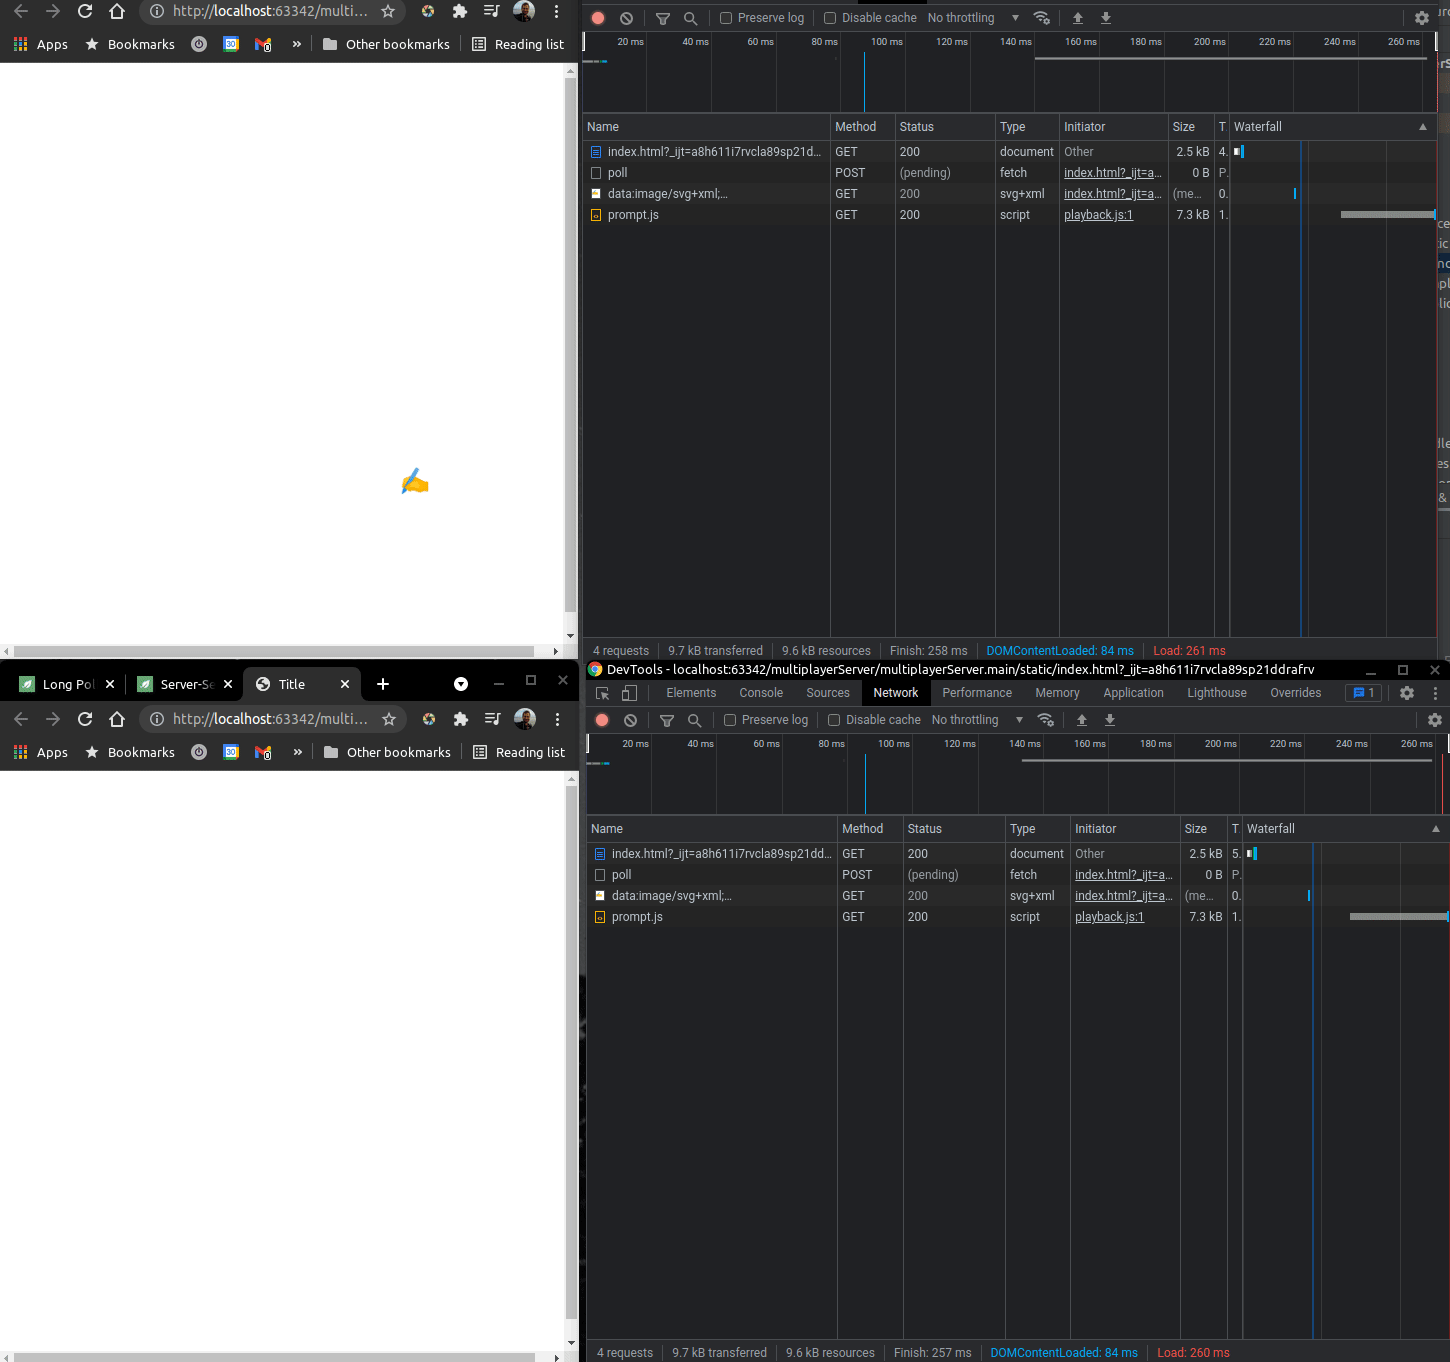 http://localhost:63342/multi...
Apps Bookmarks 30 0 » Other bookmarks Reading list
Preserve log Disable cache No throttling
20 ms 40 ms 60 ms 80 ms 100 ms 120 ms 140 ms 160 ms 180 ms 200 ms 220 ms 240 ms 260 ms
Name Method Status Type Initiator Size T. Waterfall
index.html?_ijt=a8h611i7rvcla89sp21d... GET 200 document Other 2.5 kB 4.
poll POST (pending) fetch index.html?_ijt=a... 0 B P.
data:image/svg+xml;... GET 200 svg+xml index.html?_ijt=a... (me... 0.
prompt.js GET 200 script playback.js:1 7.3 kB 1.
4 requests 9.7 kB transferred 9.6 kB resources Finish: 258 ms DOMContentLoaded: 84 ms Load: 261 ms
DevTools - localhost:63342/multiplayerServer/multiplayerServer.main/static/index.html?_ijt=a8h611i7rvcla89sp21ddrafrv
Long Pol Server-Se Title
Elements Console Sources Network Performance Memory Application Lighthouse Overrides 1
http://localhost:63342/multi...
Preserve log Disable cache No throttling
Apps Bookmarks 30 0 » Other bookmarks Reading list
20 ms 40 ms 60 ms 80 ms 100 ms 120 ms 140 ms 160 ms 180 ms 200 ms 220 ms 240 ms 260 ms
Name Method Status Type Initiator Size T. Waterfall
index.html?_ijt=a8h611i7rvcla89sp21dd... GET 200 document Other 2.5 kB 5.
poll POST (pending) fetch index.html?_ijt=a... 0 B P.
data:image/svg+xml;... GET 200 svg+xml index.html?_ijt=a... (me... 0.
prompt.js GET 200 script playback.js:1 7.3 kB 1.
4 requests 9.7 kB transferred 9.6 kB resources Finish: 257 ms DOMContentLoaded: 84 ms Load: 260 ms